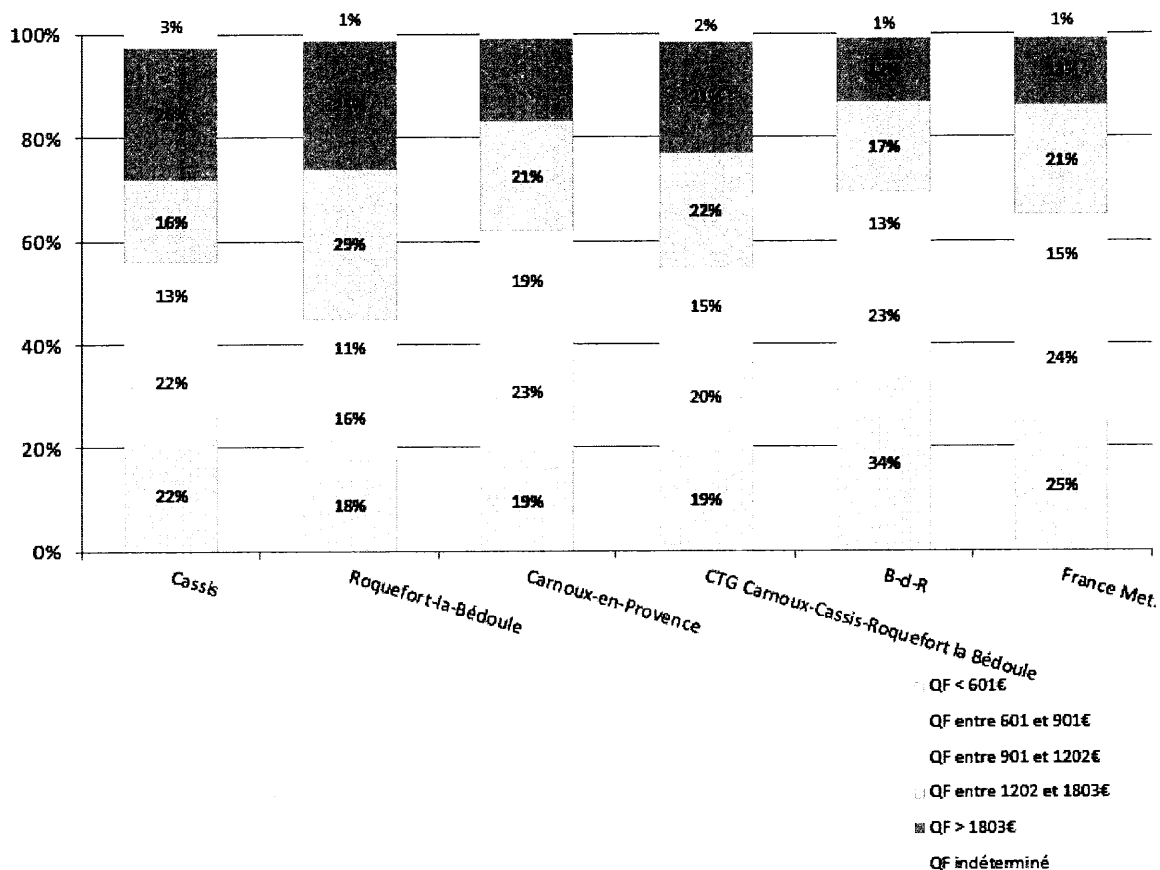 3% 1% 2% 1% 1%
100%
80%
17% 21%
21%
16% 22%
60% 29% 13% 15%
19%
13% 15%
23%
40% 11% 24%
22% 23% 20%
16%
20%
34%
22% 18% 19% 19% 25%
0%
Cassis
Roquefort-la-Bédoule
Carnoux-en-Provence
CTG Carnoux-Cassis-Roquefort la Bédoule
B-d-R
France Met.
QF < 601€
QF entre 601 et 901€
QF entre 901 et 1202€
QF entre 1202 et 1803€
QF > 1803€
QF indéterminé